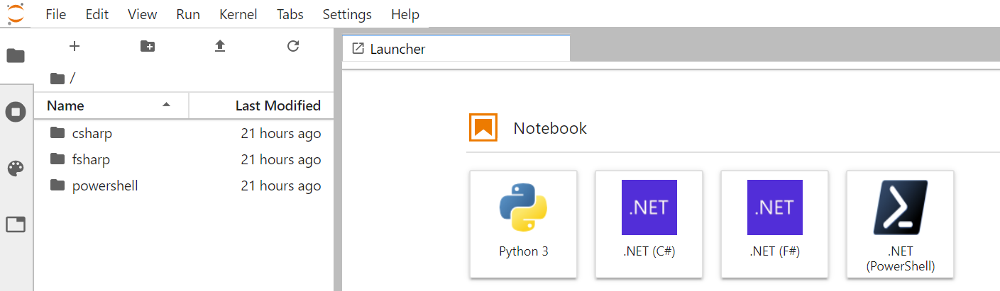 File Edit View Run Kernel Tabs Settings Help
/
Name Last Modified
csharp 21 hours ago
fsharp 21 hours ago
powershell 21 hours ago
Launcher
Notebook
Python 3
.NET
.NET (C#)
.NET
.NET (F#)
.NET
(PowerShell)